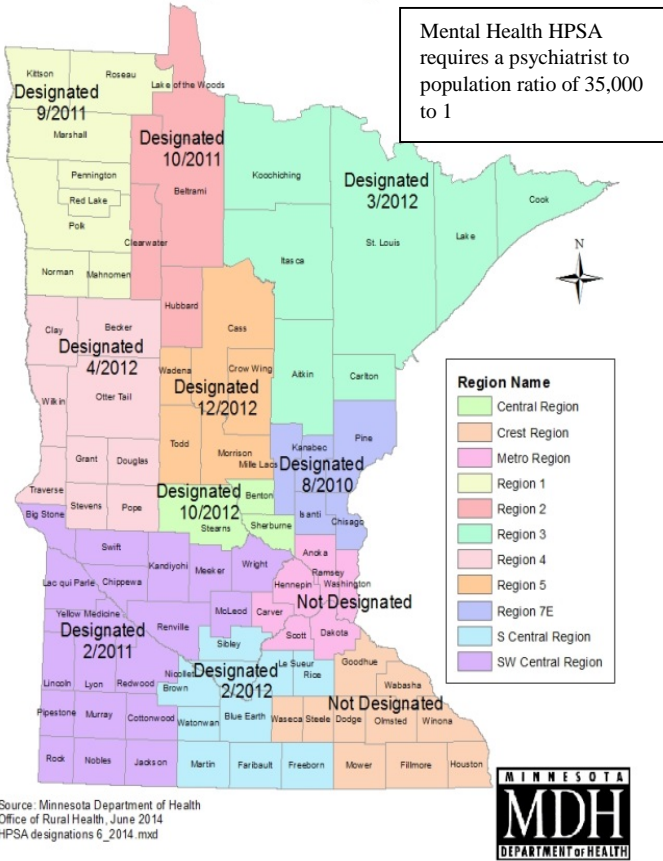 Mental Health HPSA
requires a psychiatrist to
population ratio of 35,000
to 1
Kittson
Roseau
Lake of the Woods
Designated
9/2011
Marshall
Designated
10/2011
Pennington
Beltrami
Koochiching
Designated
3/2012
Cook
Red Lake
Polk
Clearwater
St. Louis
Lake
Itasca
N
Norman
Mahnomen
Hubbard
Clay
Becker
Cass
Designated
4/2012
Wadena
Crow Wing
Aitkin
Carlton
Designated
12/2012
Wilkin
Otter Tail
Todd
Morrison
Mille Lacs
Kanabec
Pine
Designated
8/2010
Grant
Douglas
Traverse
Stevens
Pope
Designated
10/2012
Benton
Stearns
Sherburne
Isanti
Chisago
Big Stone
Swift
Kandiyohi
Meeker
Wright
Anoka
Ramsey
Hennepin
Washington
Lac qui Parle
Chippewa
McLeod
Carver
Not Designated
Yellow Medicine
Renville
Scott
Dakota
Designated
2/2011
Sibley
Nicollet
Designated
2/2012
Le Sueur
Rice
Goodhue
Wabasha
Lincoln
Lyon
Redwood
Brown
Not Designated
Pipestone
Murray
Cottonwood
Watonwan
Blue Earth
Waseca
Steele
Dodge
Olmsted
Winona
Rock
Nobles
Jackson
Martin
Faribault
Freeborn
Mower
Fillmore
Houston
Region Name
Central Region
Crest Region
Metro Region
Region 1
Region 2
Region 3
Region 4
Region 5
Region 7E
S Central Region
SW Central Region
Source: Minnesota Department of Health
Office of Rural Health, June 2014
HPSA designations 6_2014.mxd
MINNESOTA
MDH
DEPARTMENT of HEALTH